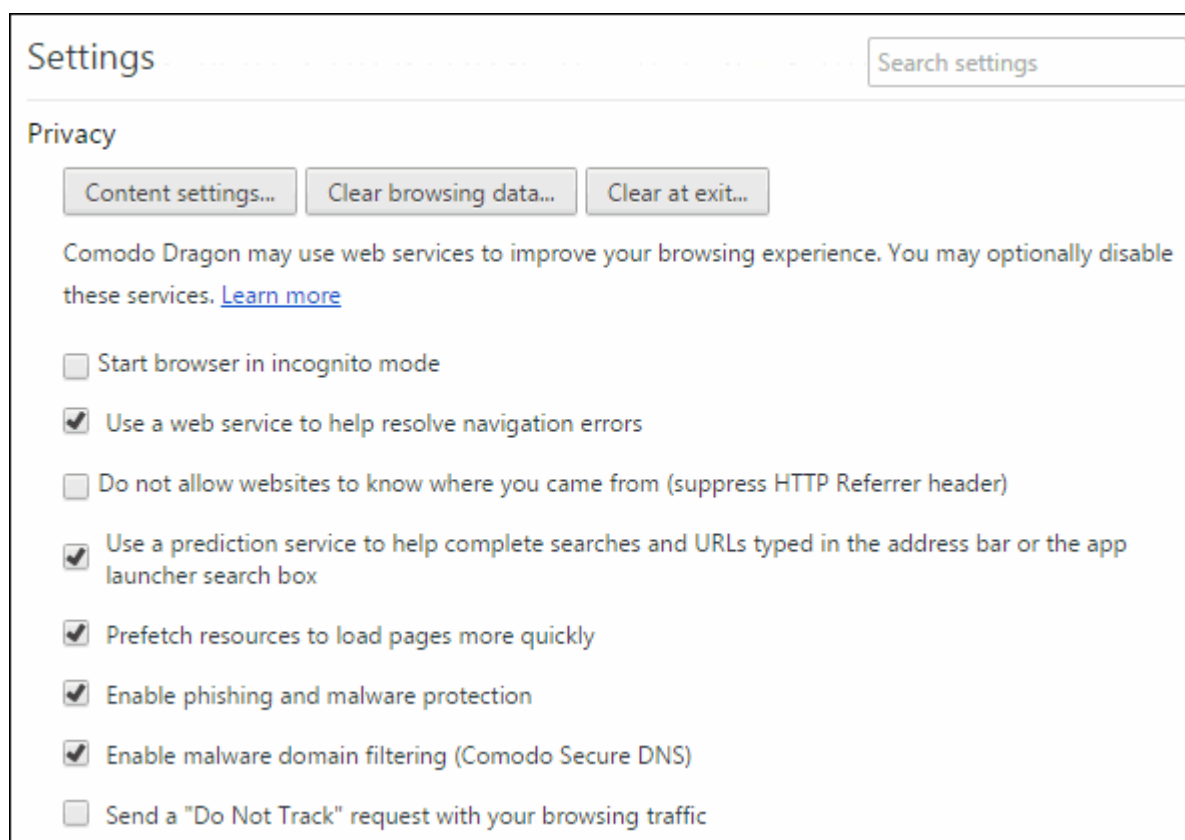 Settings
Search settings
Privacy
Content settings...
Clear browsing data...
Clear at exit...
Comodo Dragon may use web services to improve your browsing experience. You may optionally disable
these services. Learn more
Start browser in incognito mode
Use a web service to help resolve navigation errors
Do not allow websites to know where you came from (suppress HTTP Referrer header)
Use a prediction service to help complete searches and URLs typed in the address bar or the app
launcher search box
Prefetch resources to load pages more quickly
Enable phishing and malware protection
Enable malware domain filtering (Comodo Secure DNS)
Send a "Do Not Track" request with your browsing traffic